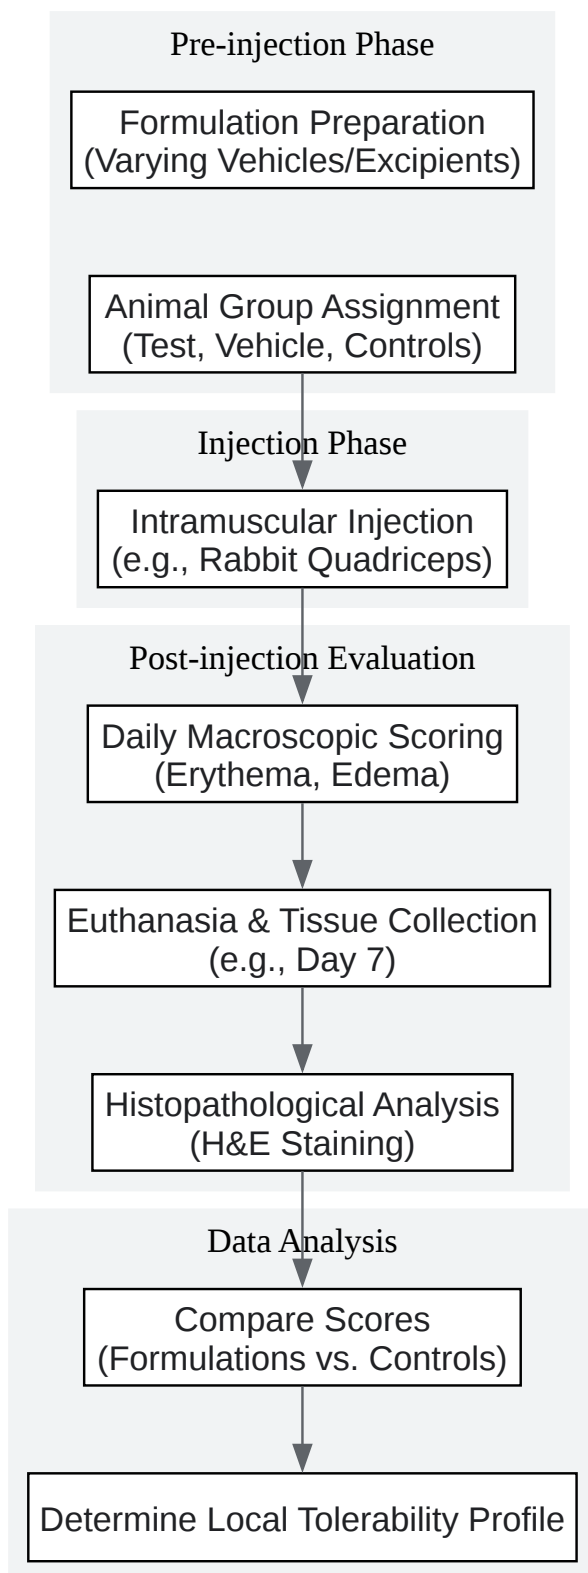 Pre-injection Phase
Formulation Preparation
(Varying Vehicles/Excipients)
Animal Group Assignment
(Test, Vehicle, Controls)
Injection Phase
Intramuscular Injection
(e.g., Rabbit Quadriceps)
Post-injection Evaluation
Daily Macroscopic Scoring
(Erythema, Edema)
Euthanasia & Tissue Collection
(e.g., Day 7)
Histopathological Analysis
(H&E Staining)
Data Analysis
Compare Scores
(Formulations vs. Controls)
Determine Local Tolerability Profile